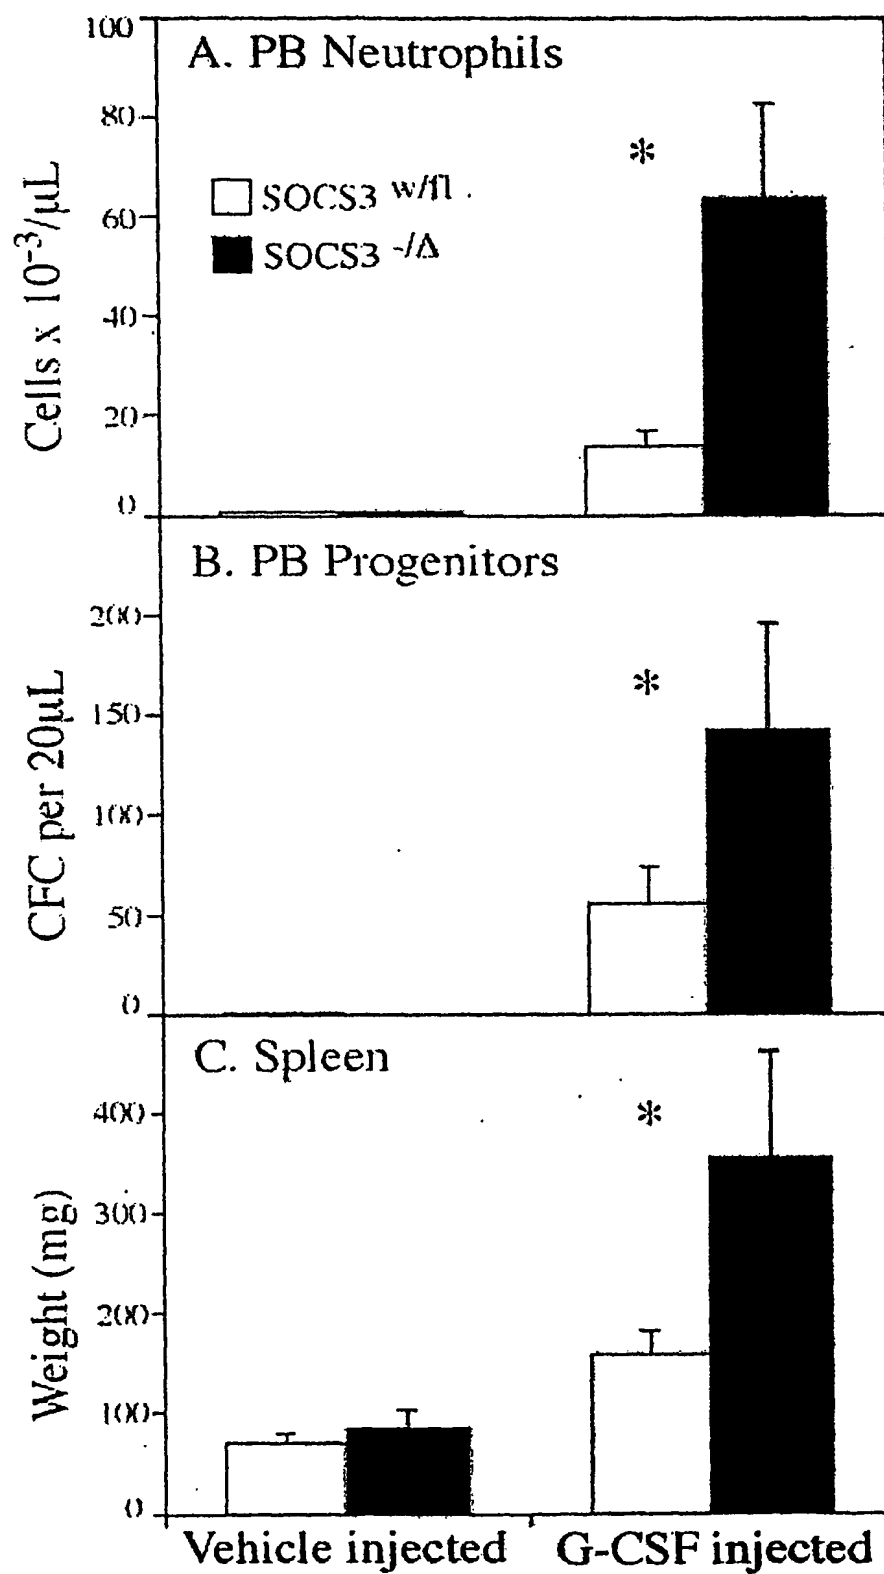 A. PB Neutrophils
100
80
60
40
20
0
Cells x 10⁻³/µL
*
SOCS3 w/fl
SOCS3 -/Δ
B. PB Progenitors
200
150
100
50
0
CFC per 20µL
*
C. Spleen
400
300
200
100
0
Weight (mg)
*
Vehicle injected
G-CSF injected